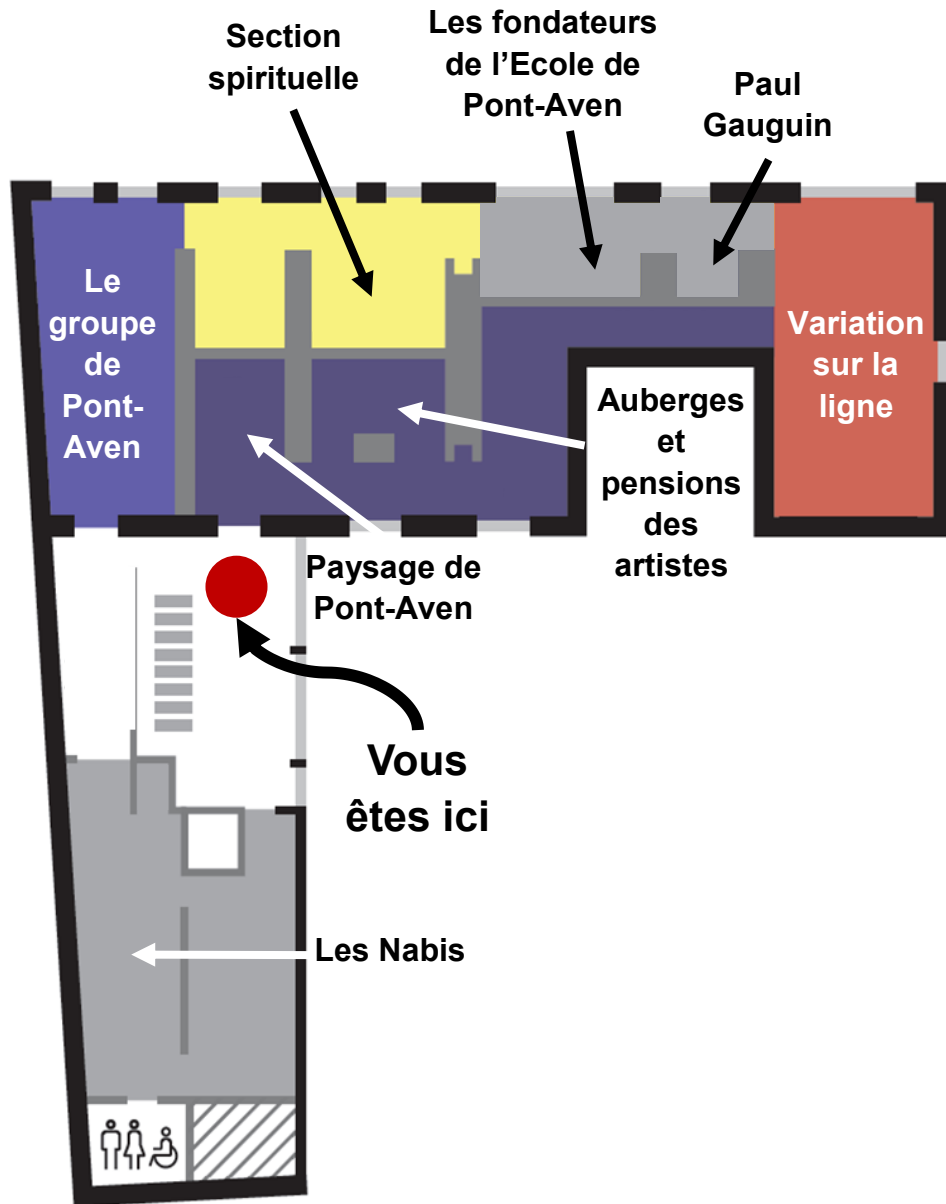 Section
spirituelle
Les fondateurs
de l’Ecole de
Pont-Aven
Paul
Gauguin
Le
groupe
de
Pont-
Aven
Variation
sur la
ligne
Auberges
et
pensions
des
artistes
Paysage de
Pont-Aven
Vous
êtes ici
Les Nabis